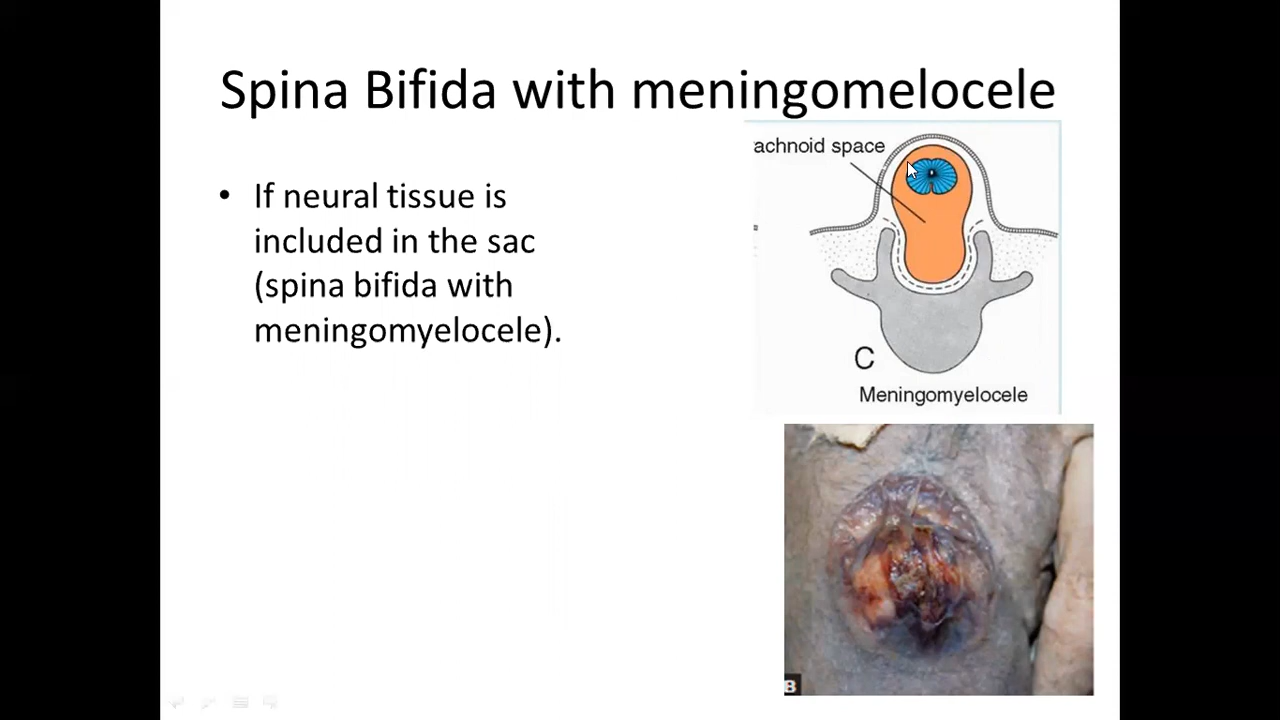 Spina Bifida with meningomelocele
• If neural tissue is
included in the sac
(spina bifida with
meningomyelocele).
achnoid space
C
Meningomyelocele
B